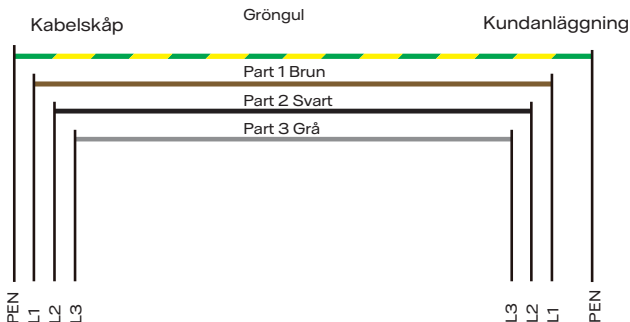 Kabelskåp
Gröngul
Kundanläggning
Part 1 Brun
Part 2 Svart
Part 3 Grå
PEN
L1
L2
L3
L3
L2
L1
PEN